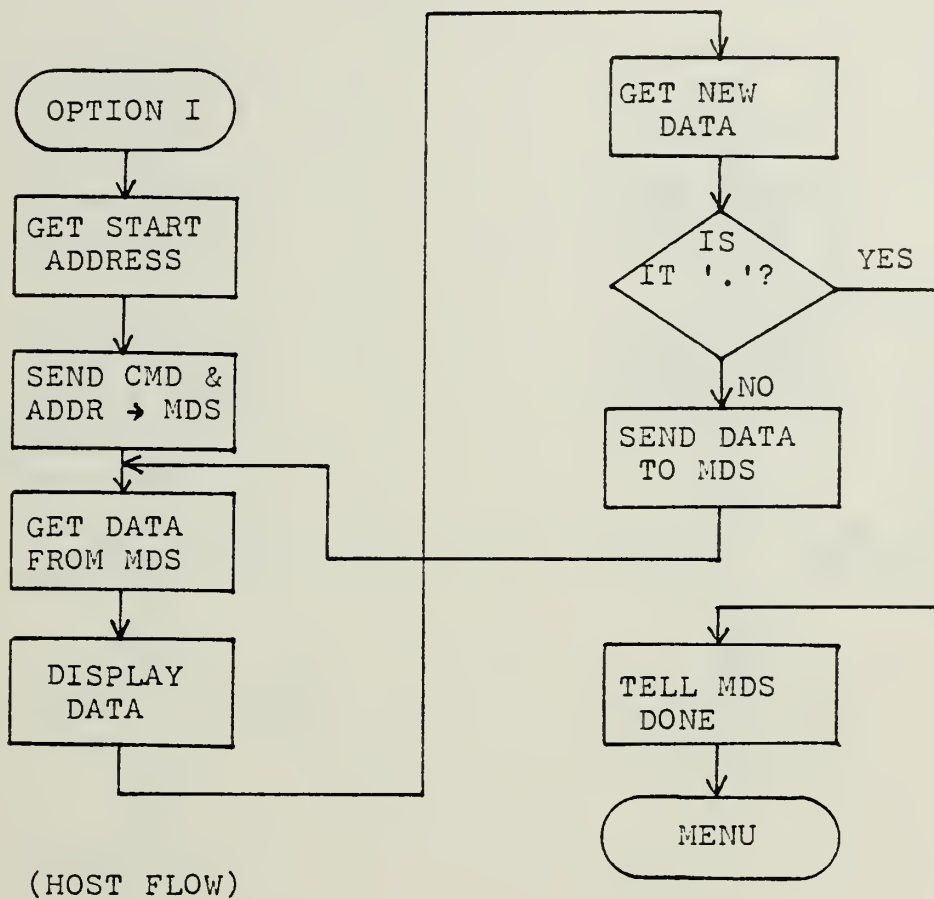 OPTION I
GET START
ADDRESS
SEND CMD &
ADDR → MDS
GET DATA
FROM MDS
DISPLAY
DATA
GET NEW
DATA
IS
IT '.'?
YES
NO
SEND DATA
TO MDS
TELL MDS
DONE
MENU
(HOST FLOW)